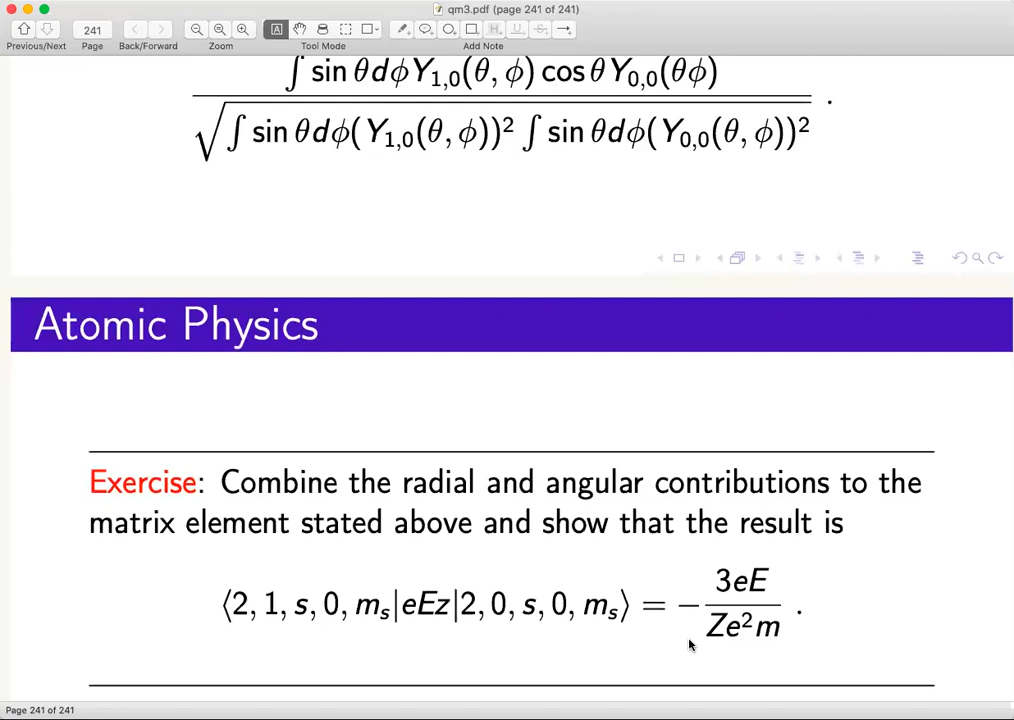 qm3.pdf (page 241 of 241)
241
Previous/Next Page Back/Forward Zoom Tool Mode Add Note
∫ sin θdϕY₁,₀(θ, ϕ) cos θY₀,₀(θϕ)
√∫ sin θdϕ(Y₁,₀(θ, ϕ))² ∫ sin θdϕ(Y₀,₀(θ, ϕ))² .
Atomic Physics
Exercise: Combine the radial and angular contributions to the
matrix element stated above and show that the result is
⟨2, 1, s, 0, mₛ|eEz|2, 0, s, 0, mₛ⟩ = − 3eE / Ze²m .
Page 241 of 241